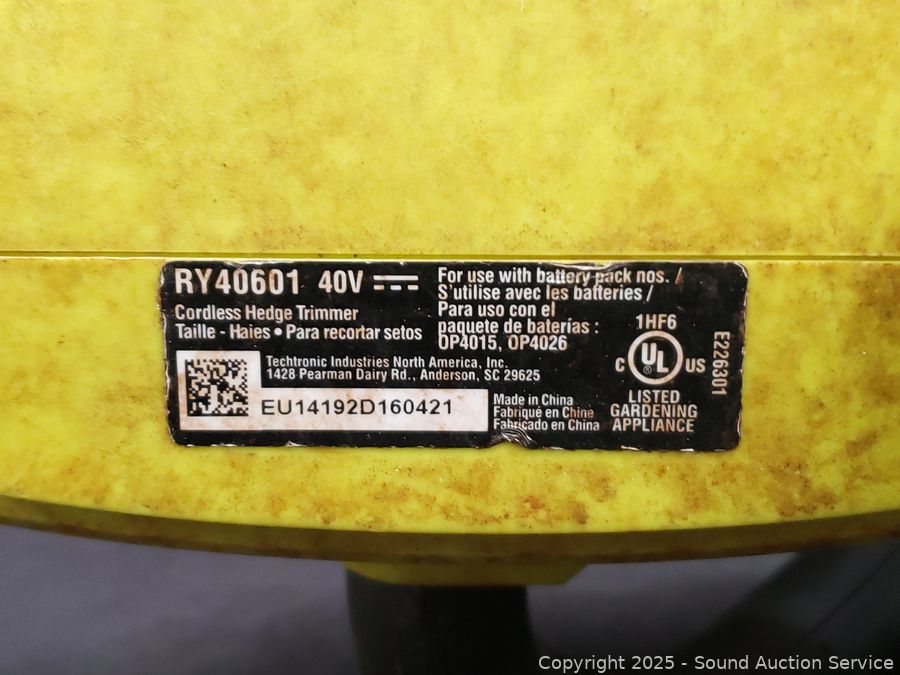 RY40601 40V
Cordless Hedge Trimmer
Taille - Haies • Para recortar setos
For use with battery pack nos. /
S'utilise avec les batteries /
Para uso con el
paquete de baterías :
OP4015, OP4026
Techtronic Industries North America, Inc.
1428 Pearman Dairy Rd., Anderson, SC 29625
EU14192D160421
Made in China
Fabriqué en Chine
Fabricado en China
1HF6
C UL US
LISTED
GARDENING
APPLIANCE
E226301
Copyright 2025 - Sound Auction Service